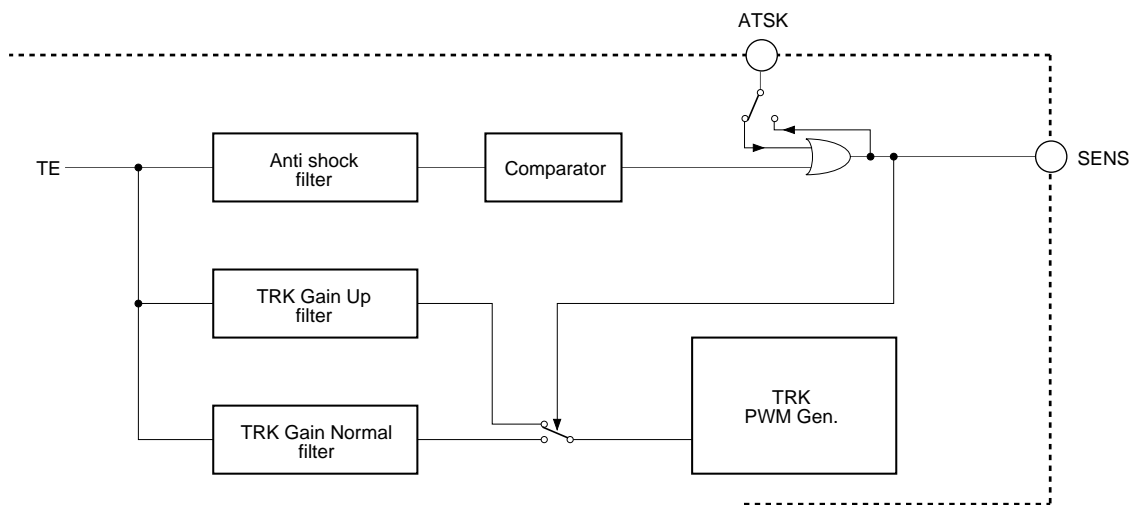 ATSK
TE
Anti shock
filter
Comparator
SENS
TRK Gain Up
filter
TRK
PWM Gen.
TRK Gain Normal
filter